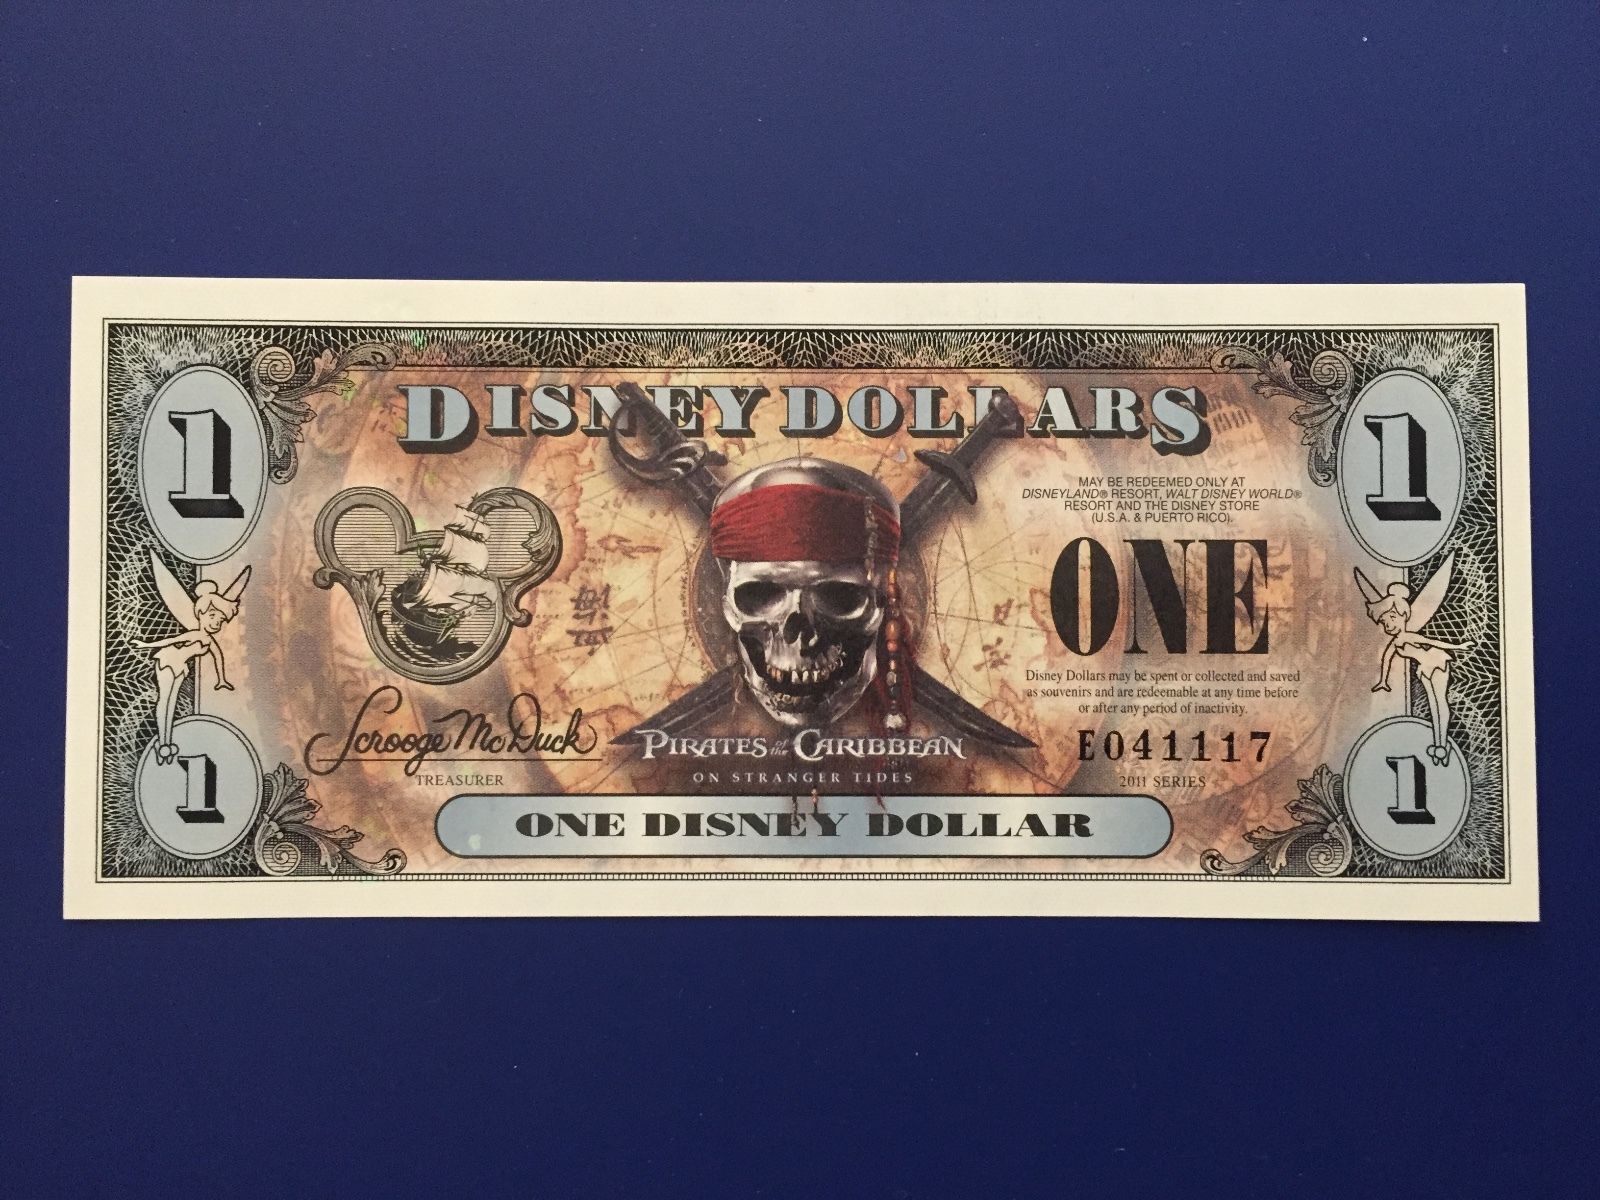 1
DISNEY DOLLARS
1
MAY BE REDEEMED ONLY AT
DISNEYLAND® RESORT, WALT DISNEY WORLD®
RESORT AND THE DISNEY STORE
(U.S.A. & PUERTO RICO).
ONE
Disney Dollars may be spent or collected and saved
as souvenirs and are redeemable at any time before
or after any period of inactivity.
Scrooge McDuck
TREASURER
PIRATES of the CARIBBEAN
ON STRANGER TIDES
E041117
2011 SERIES
1
ONE DISNEY DOLLAR
1